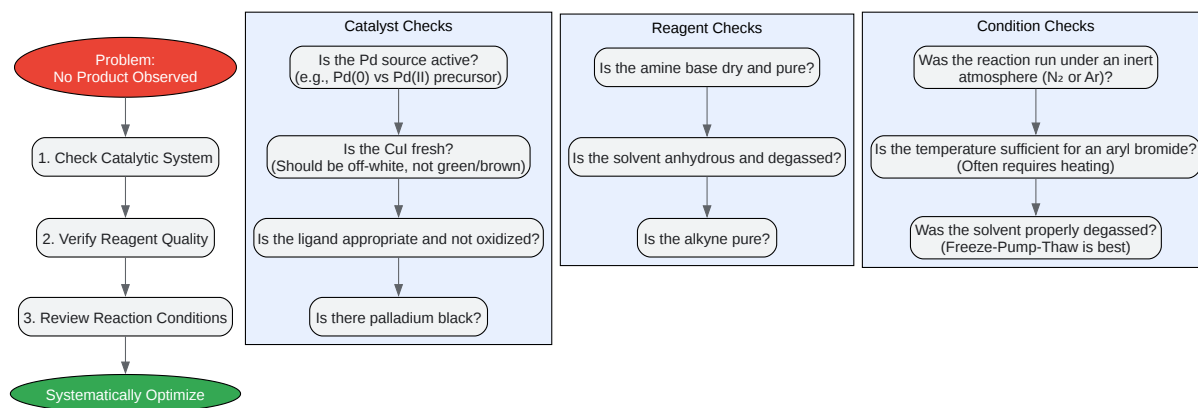 Problem:
No Product Observed
1. Check Catalytic System
2. Verify Reagent Quality
3. Review Reaction Conditions
Systematically Optimize
Catalyst Checks
Is the Pd source active?
(e.g., Pd(0) vs Pd(II) precursor)
Is the CuI fresh?
(Should be off-white, not green/brown)
Is the ligand appropriate and not oxidized?
Is there palladium black?
Reagent Checks
Is the amine base dry and pure?
Is the solvent anhydrous and degassed?
Is the alkyne pure?
Condition Checks
Was the reaction run under an inert
atmosphere (N₂ or Ar)?
Is the temperature sufficient for an aryl bromide?
(Often requires heating)
Was the solvent properly degassed?
(Freeze-Pump-Thaw is best)